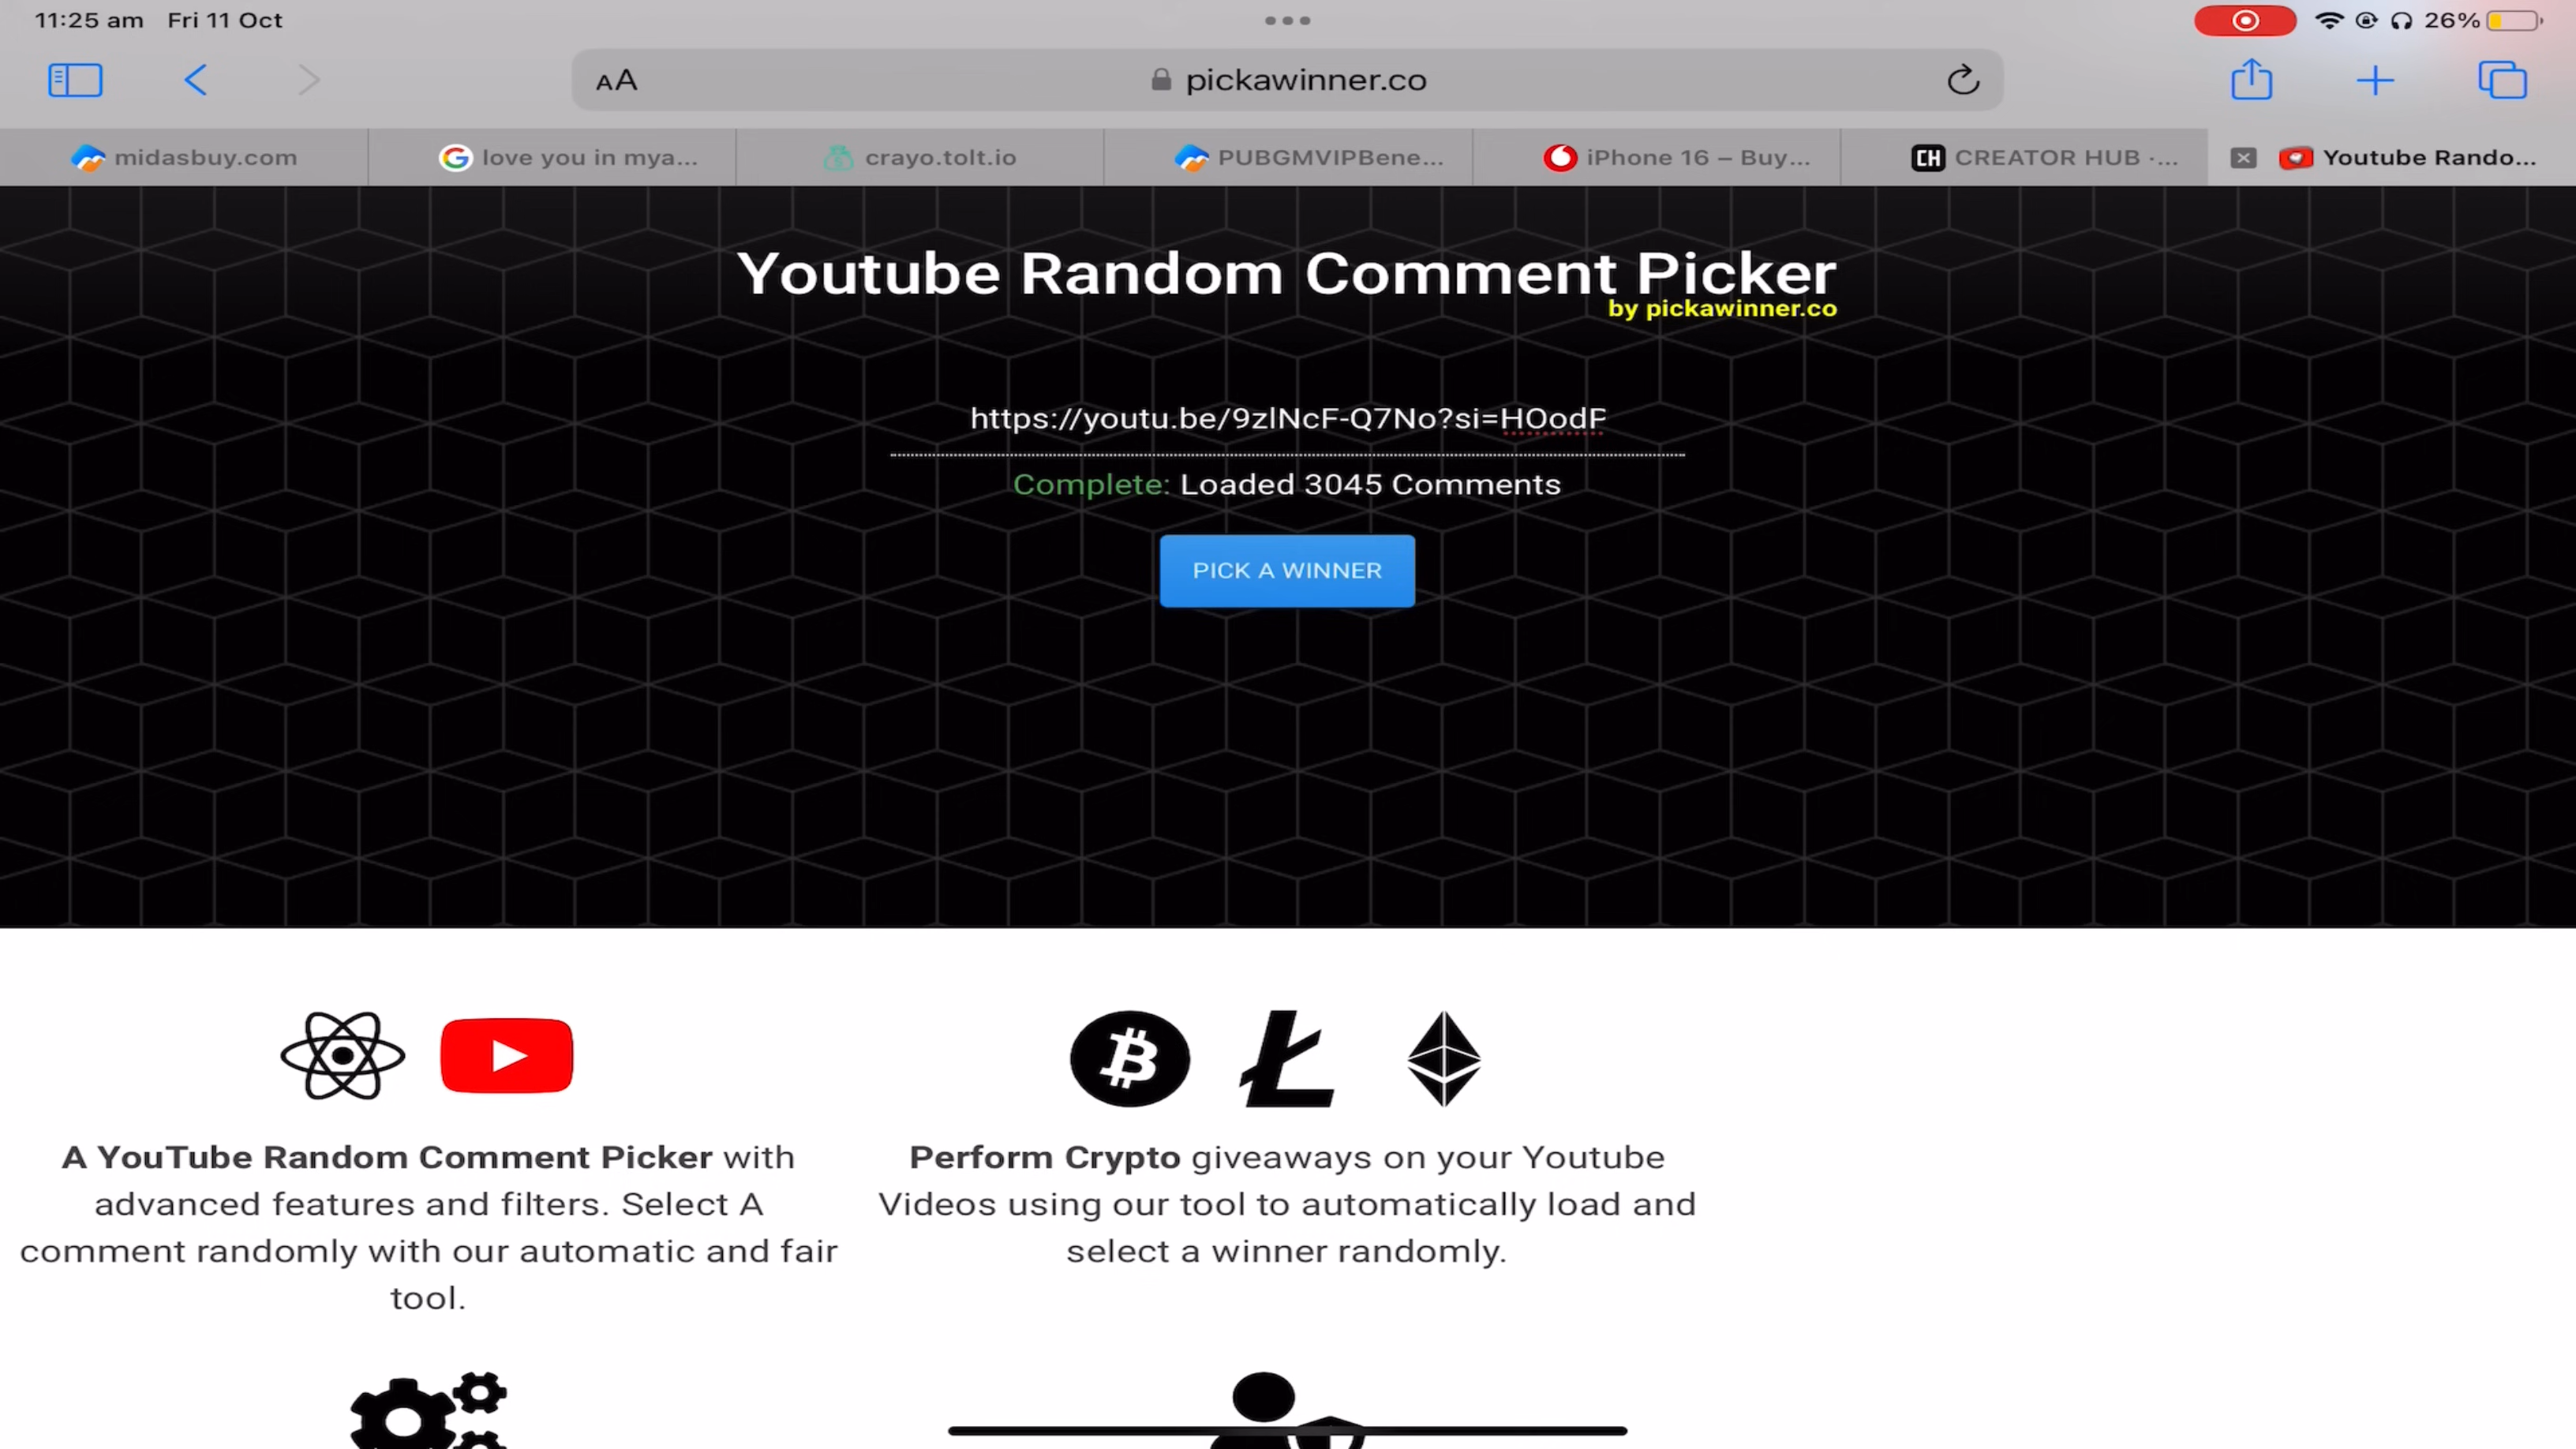 11:25 am Fri 11 Oct
26%
AA
pickawinner.co
midasbuy.com
love you in mya...
crayo.tolt.io
PUBGMVIPBene...
iPhone 16 – Buy...
CH CREATOR HUB ·...
Youtube Rando...
Youtube Random Comment Picker
by pickawinner.co
https://youtu.be/9zlNcF-Q7No?si=HOodF
Complete: Loaded 3045 Comments
PICK A WINNER
A YouTube Random Comment Picker with
advanced features and filters. Select A
comment randomly with our automatic and fair
tool.
Perform Crypto giveaways on your Youtube
Videos using our tool to automatically load and
select a winner randomly.